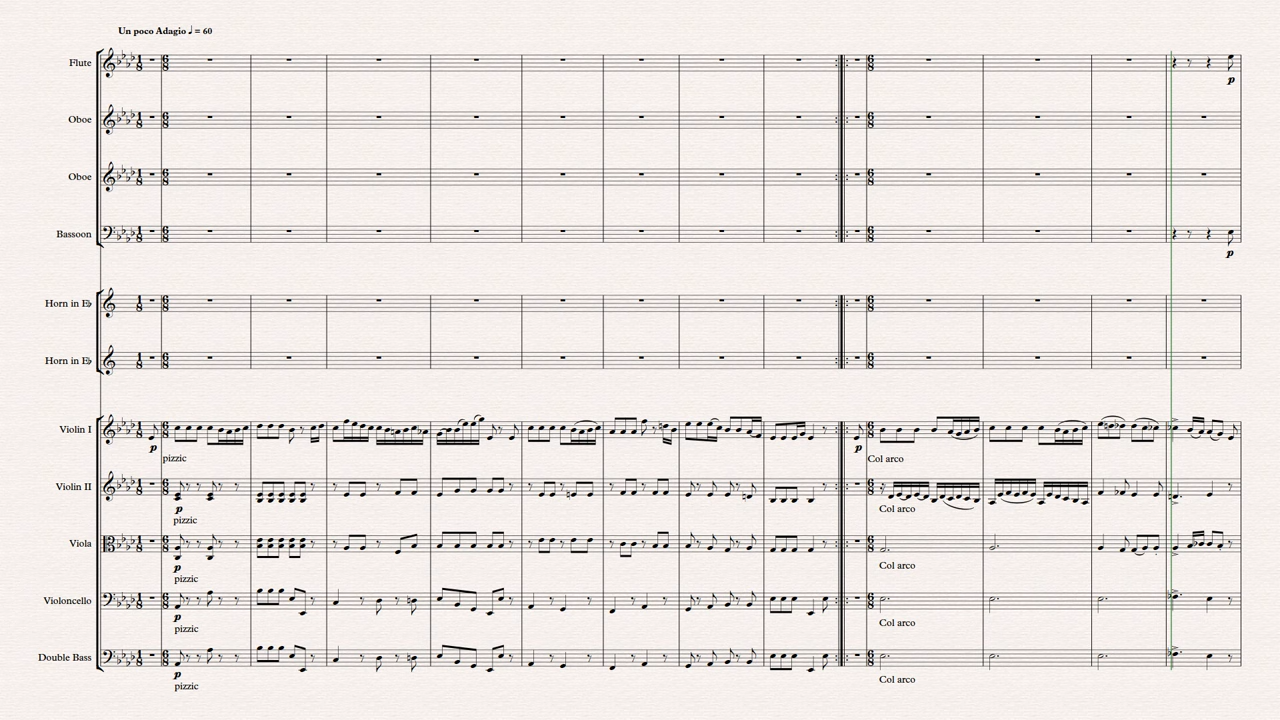 Un poco Adagio ♩ = 60
Flute
p
Oboe
Oboe
Bassoon
p
Horn in E♭
Horn in E♭
Violin I
p
p
pizzic
Col arco
Violin II
p
Col arco
pizzic
Viola
p
Col arco
pizzic
Violoncello
p
Col arco
pizzic
Double Bass
p
Col arco
pizzic